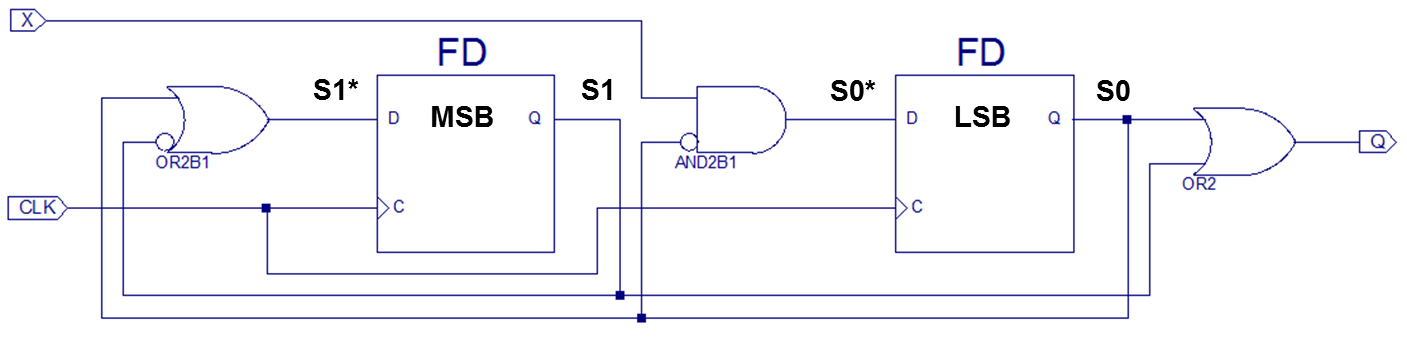 X
FD
FD
S1*
S1
S0*
S0
D
MSB
Q
D
LSB
Q
Q
OR2B1
AND2B1
OR2
CLK
C
C